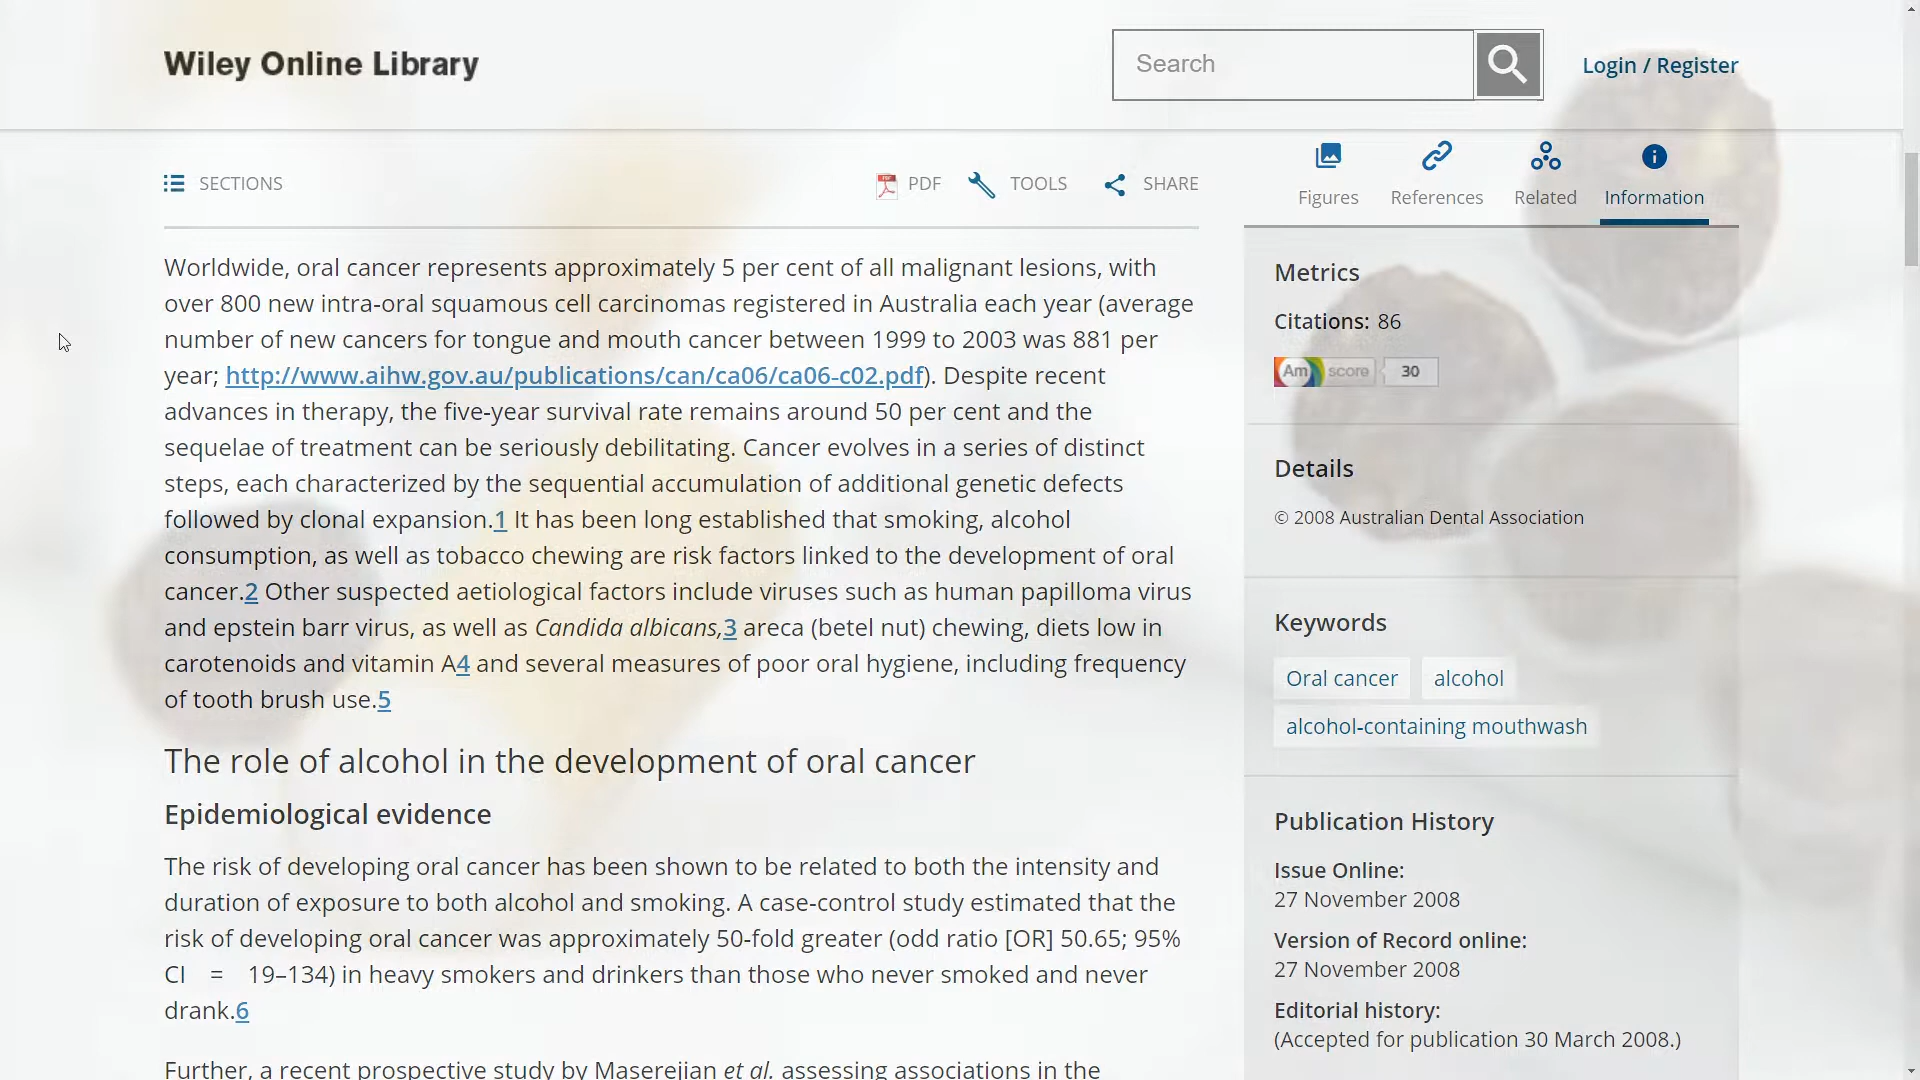 Wiley Online Library
Search
Login / Register
SECTIONS
PDF
TOOLS
SHARE
Figures
References
Related
Information
Worldwide, oral cancer represents approximately 5 per cent of all malignant lesions, with
over 800 new intra-oral squamous cell carcinomas registered in Australia each year (average
number of new cancers for tongue and mouth cancer between 1999 to 2003 was 881 per
year; http://www.aihw.gov.au/publications/can/ca06/ca06-c02.pdf). Despite recent
advances in therapy, the five-year survival rate remains around 50 per cent and the
sequelae of treatment can be seriously debilitating. Cancer evolves in a series of distinct
steps, each characterized by the sequential accumulation of additional genetic defects
followed by clonal expansion.1 It has been long established that smoking, alcohol
consumption, as well as tobacco chewing are risk factors linked to the development of oral
cancer.2 Other suspected aetiological factors include viruses such as human papilloma virus
and epstein barr virus, as well as Candida albicans,3 areca (betel nut) chewing, diets low in
carotenoids and vitamin A4 and several measures of poor oral hygiene, including frequency
of tooth brush use.5
The role of alcohol in the development of oral cancer
Epidemiological evidence
The risk of developing oral cancer has been shown to be related to both the intensity and
duration of exposure to both alcohol and smoking. A case-control study estimated that the
risk of developing oral cancer was approximately 50-fold greater (odd ratio [OR] 50.65; 95%
CI = 19–134) in heavy smokers and drinkers than those who never smoked and never
drank.6
Further, a recent prospective study by Maserejian et al. assessing associations in the
Metrics
Citations: 86
Am score 30
Details
© 2008 Australian Dental Association
Keywords
Oral cancer
alcohol
alcohol-containing mouthwash
Publication History
Issue Online:
27 November 2008
Version of Record online:
27 November 2008
Editorial history:
(Accepted for publication 30 March 2008.)